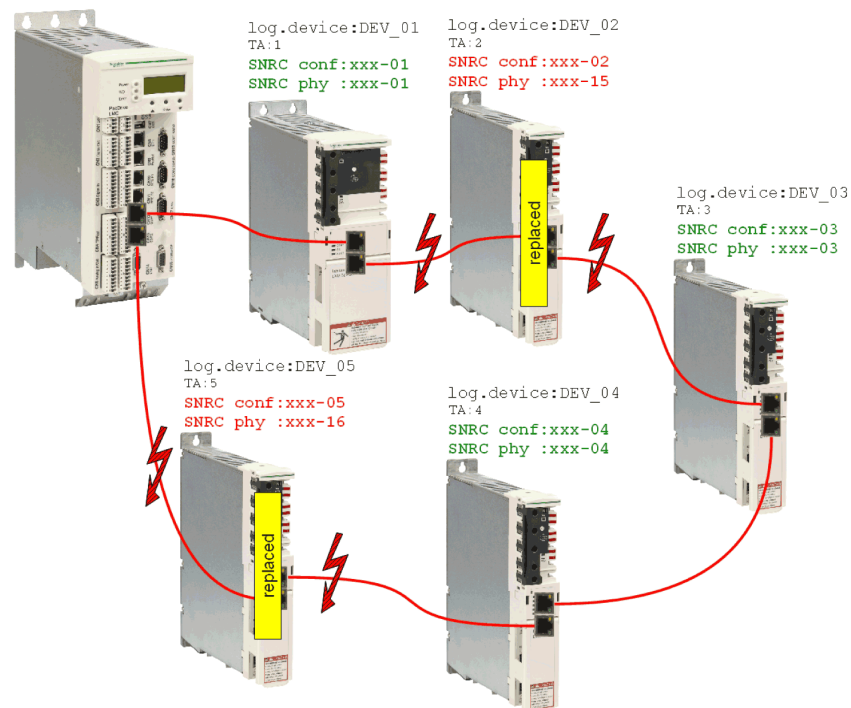 log.device:DEV_01
TA:1
SNRC conf:xxx-01
SNRC phy :xxx-01
log.device:DEV_02
TA:2
SNRC conf:xxx-02
SNRC phy :xxx-15
replaced
log.device:DEV_03
TA:3
SNRC conf:xxx-03
SNRC phy :xxx-03
log.device:DEV_05
TA:5
SNRC conf:xxx-05
SNRC phy :xxx-16
replaced
log.device:DEV_04
TA:4
SNRC conf:xxx-04
SNRC phy :xxx-04